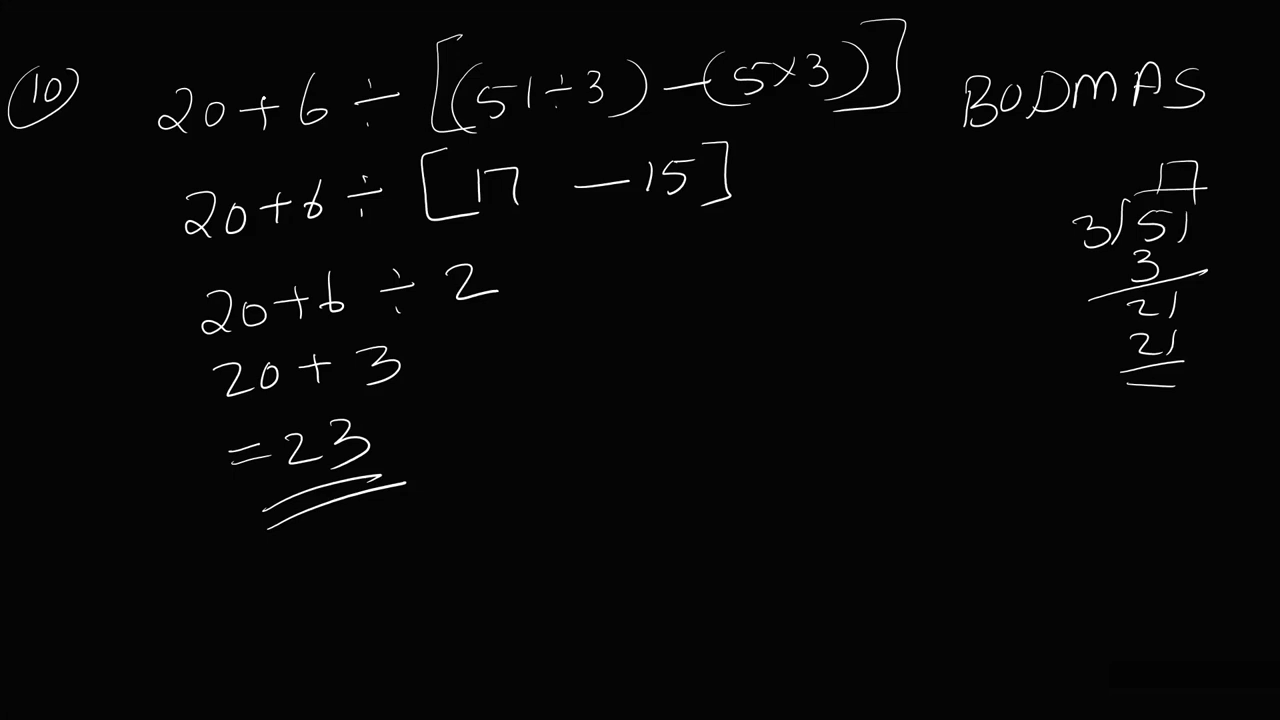 10 20 + 6 ÷ [(51 ÷ 3) – (5 × 3)] BODMAS
20 + 6 ÷ [17 – 15]
20 + 6 ÷ 2
20 + 3
= 23
17
3) 51
3
21
21